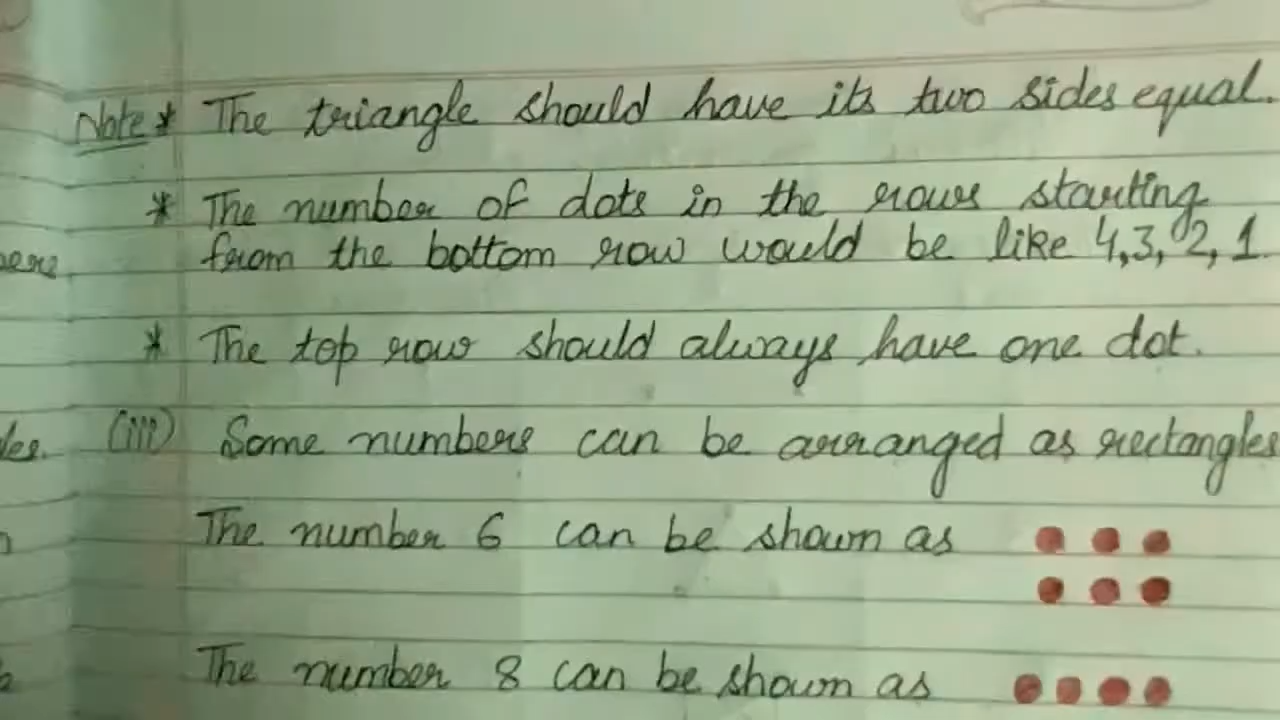 Note * The triangle should have its two sides equal.
* The number of dots in the rows starting
from the bottom row would be like 4,3, 2, 1.
* The top row should always have one dot.
(iii) Some numbers can be arranged as rectangles
The number 6 can be shown as
The number 8 can be shown as